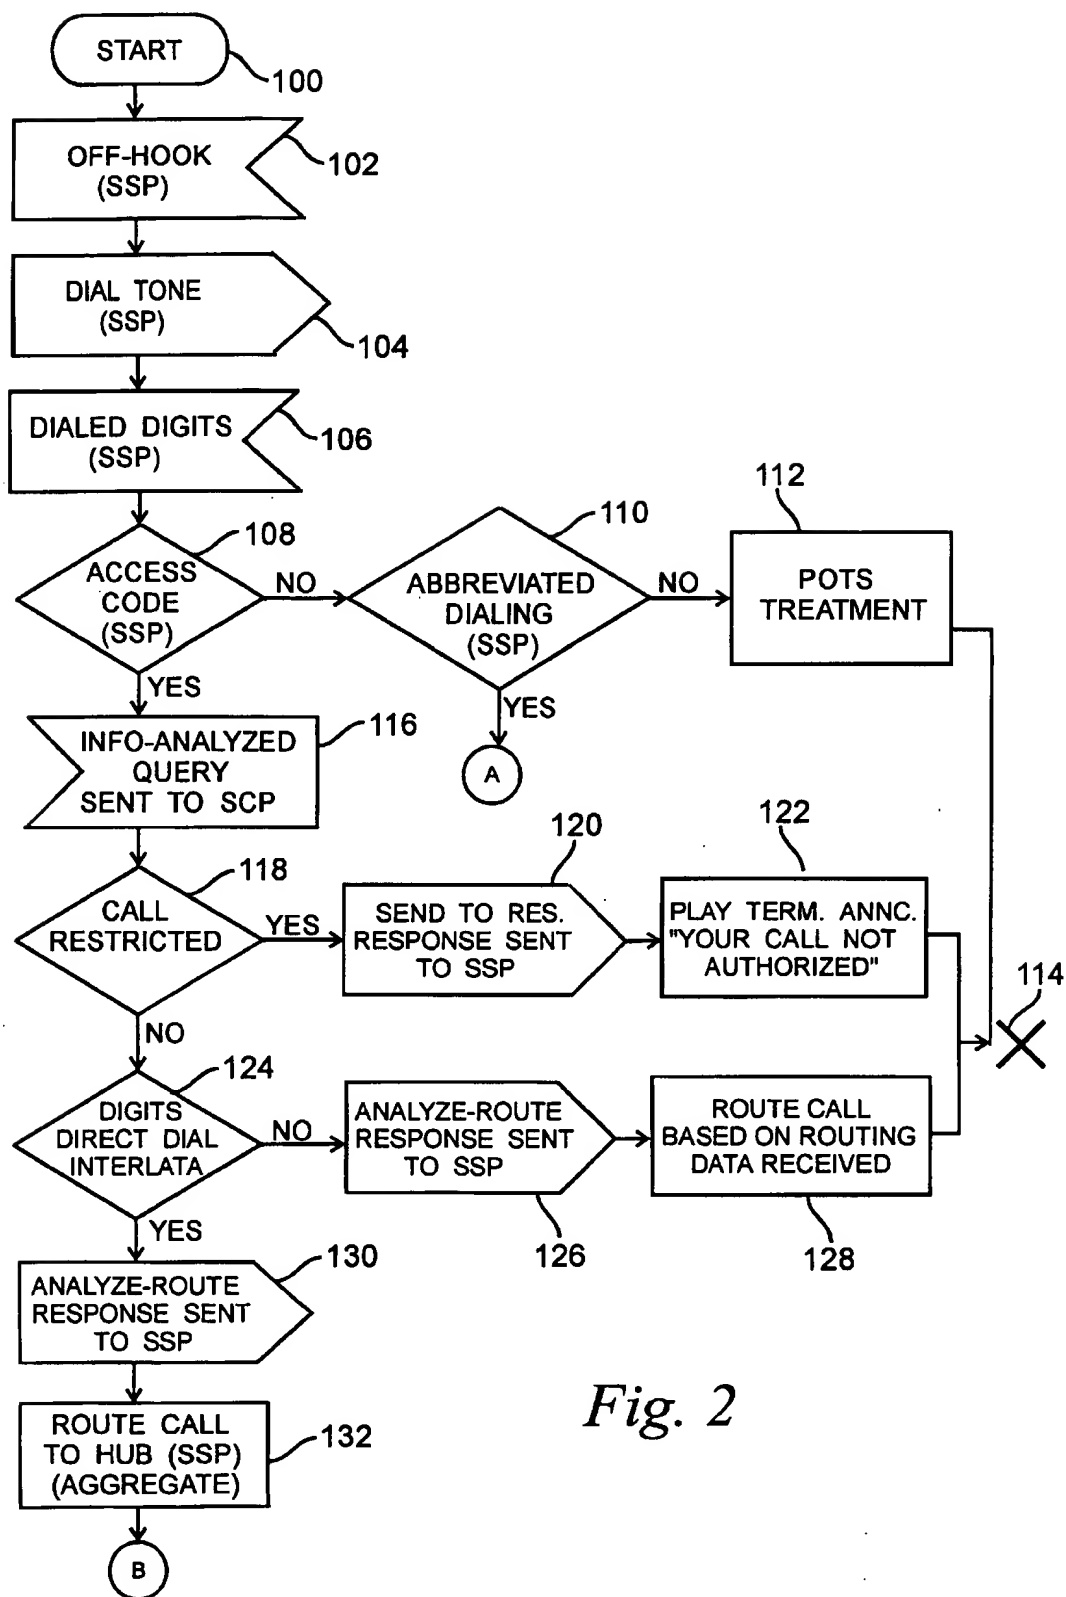 START
100
OFF-HOOK
(SSP)
102
DIAL TONE
(SSP)
104
DIALED DIGITS
(SSP)
106
ACCESS
CODE
(SSP)
108
NO
ABBREVIATED
DIALING
(SSP)
110
NO
POTS
TREATMENT
112
YES
YES
A
INFO-ANALYZED
QUERY
SENT TO SCP
116
CALL
RESTRICTED
118
YES
SEND TO RES.
RESPONSE SENT
TO SSP
120
PLAY TERM. ANNC.
"YOUR CALL NOT
AUTHORIZED"
122
114
NO
DIGITS
DIRECT DIAL
INTERLATA
124
NO
ANALYZE-ROUTE
RESPONSE SENT
TO SSP
126
ROUTE CALL
BASED ON ROUTING
DATA RECEIVED
128
YES
ANALYZE-ROUTE
RESPONSE SENT
TO SSP
130
ROUTE CALL
TO HUB (SSP)
(AGGREGATE)
132
B
Fig. 2